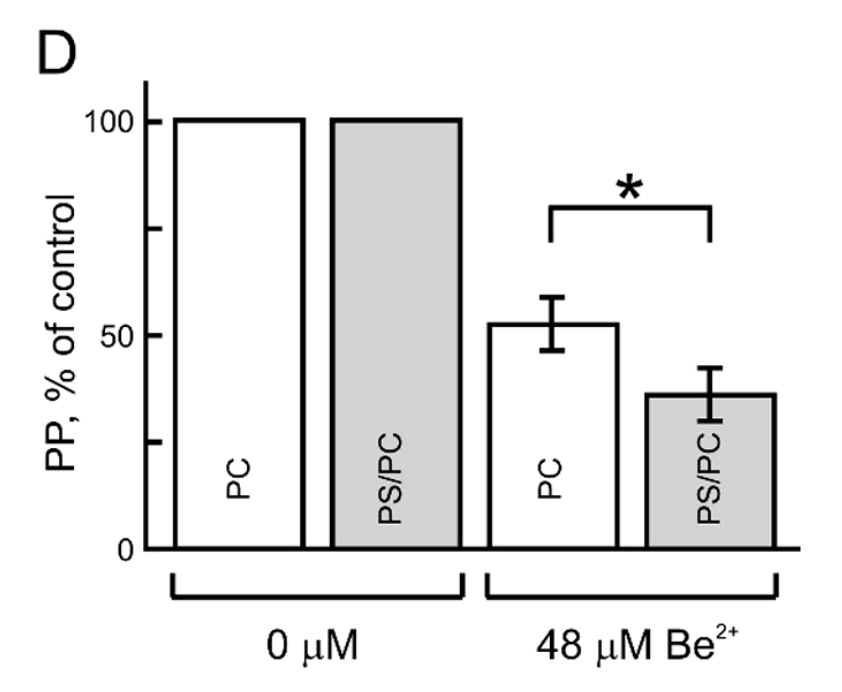 D
PP, % of control
100
50
0
PC
PS/PC
PC
PS/PC
*
0 μM
48 μM Be²⁺